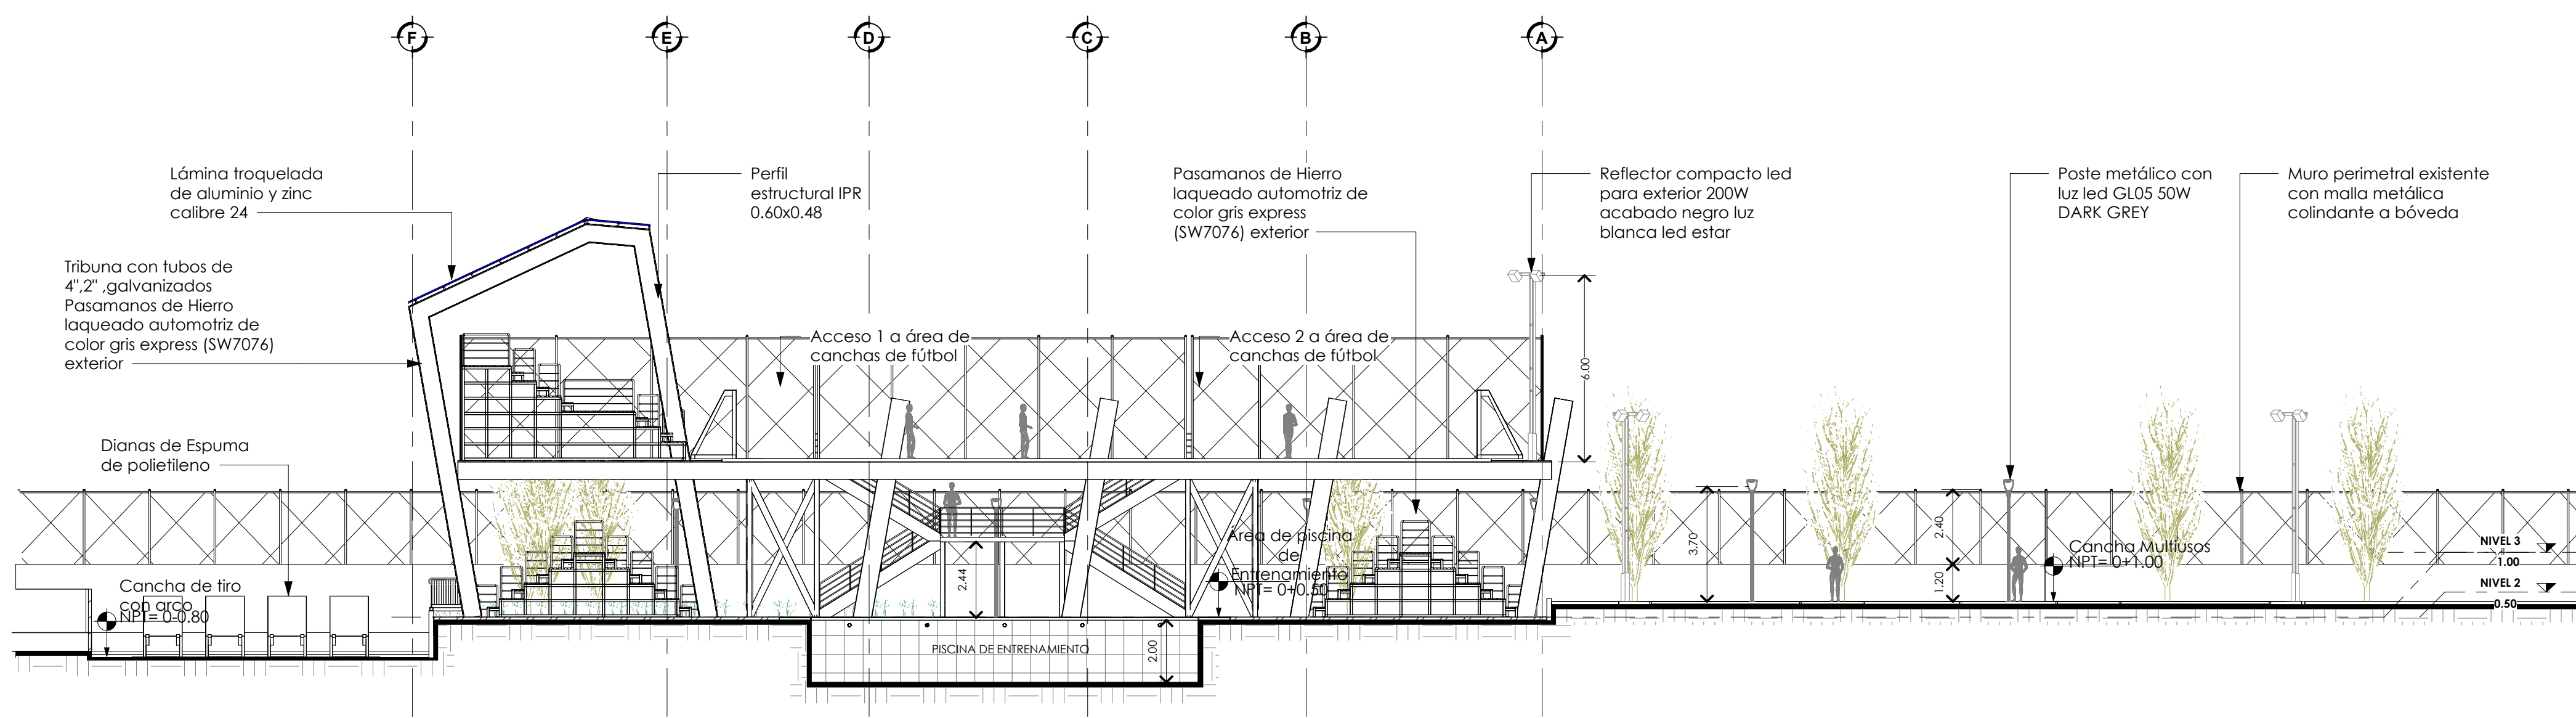 F
E
D
C
B
A
Lámina troquelada
de aluminio y zinc
calibre 24
Perfil
estructural IPR
0.60x0.48
Pasamanos de Hierro
laqueado automotriz de
color gris express
(SW7076) exterior
Reflector compacto led
para exterior 200W
acabado negro luz
blanca led estar
Poste metálico con
luz led GL05 50W
DARK GREY
Muro perimetral existente
con malla metálica
colindante a bóveda
Tribuna con tubos de
4",2" ,galvanizados
Pasamanos de Hierro
laqueado automotriz de
color gris express (SW7076)
exterior
Acceso 1 a área de
canchas de fútbol
Acceso 2 a área de
canchas de fútbol
6.00
Dianas de Espuma
de polietileno
Cancha de tiro
con arco
NPT= 0-0.80
2.44
Área de piscina
de
Entrenamiento
NPT= 0+0.50
PISCINA DE ENTRENAMIENTO
2.00
3.70
2.40
1.20
Cancha Multiusos
NPT= 0+1.00
NIVEL 3
1.00
NIVEL 2
0.50